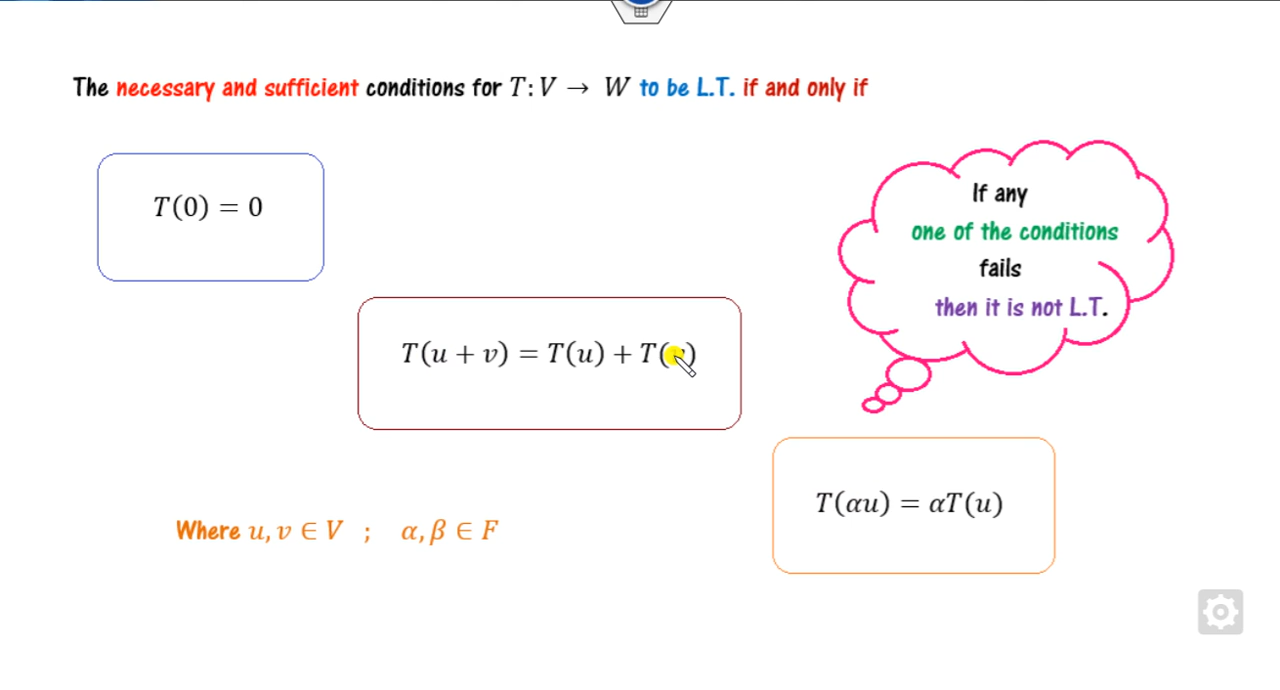 The necessary and sufficient conditions for T: V → W to be L.T. if and only if
T(0) = 0
If any
one of the conditions
fails
then it is not L.T.
T(u + v) = T(u) + T(
T(αu) = αT(u)
Where u, v ∈ V ; α, β ∈ F